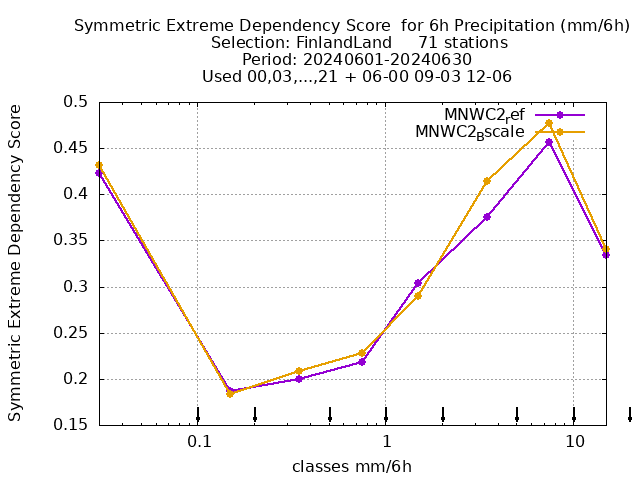 Symmetric Extreme Dependency Score  for 6h Precipitation (mm/6h)
Selection: FinlandLand     71 stations
Period: 20240601-20240630
Used 00,03,...,21 + 06-00 09-03 12-06
Symmetric Extreme Dependency Score
0.5
0.45
0.4
0.35
0.3
0.25
0.2
0.15
MNWC2ref
MNWC2Bscale
0.1
1
10
classes mm/6h